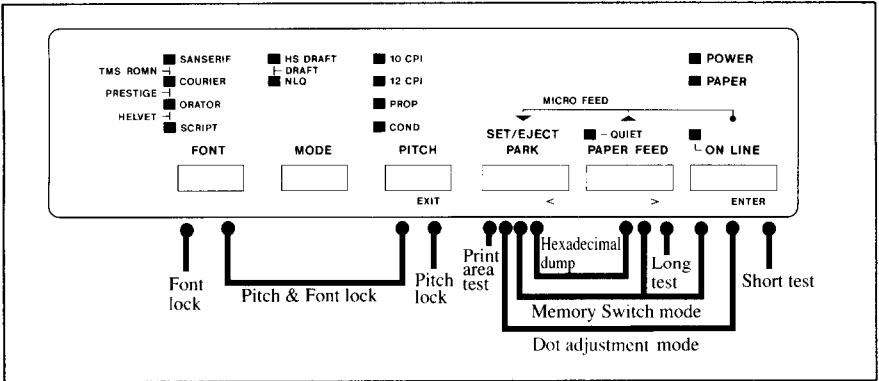 SANSERIF HS DRAFT 10 CPI POWER
TMS ROMN DRAFT
COURIER NLQ 12 CPI PAPER
PRESTIGE
ORATOR PROP MICRO FEED
HELVET
SCRIPT COND SET/EJECT - QUIET
FONT MODE PITCH PARK PAPER FEED ON LINE
EXIT < > ENTER
Font
lock
Pitch & Font lock
Pitch
lock
Print
area
test
Hexadecimal
dump
Long
test
Short test
Memory Switch mode
Dot adjustment mode